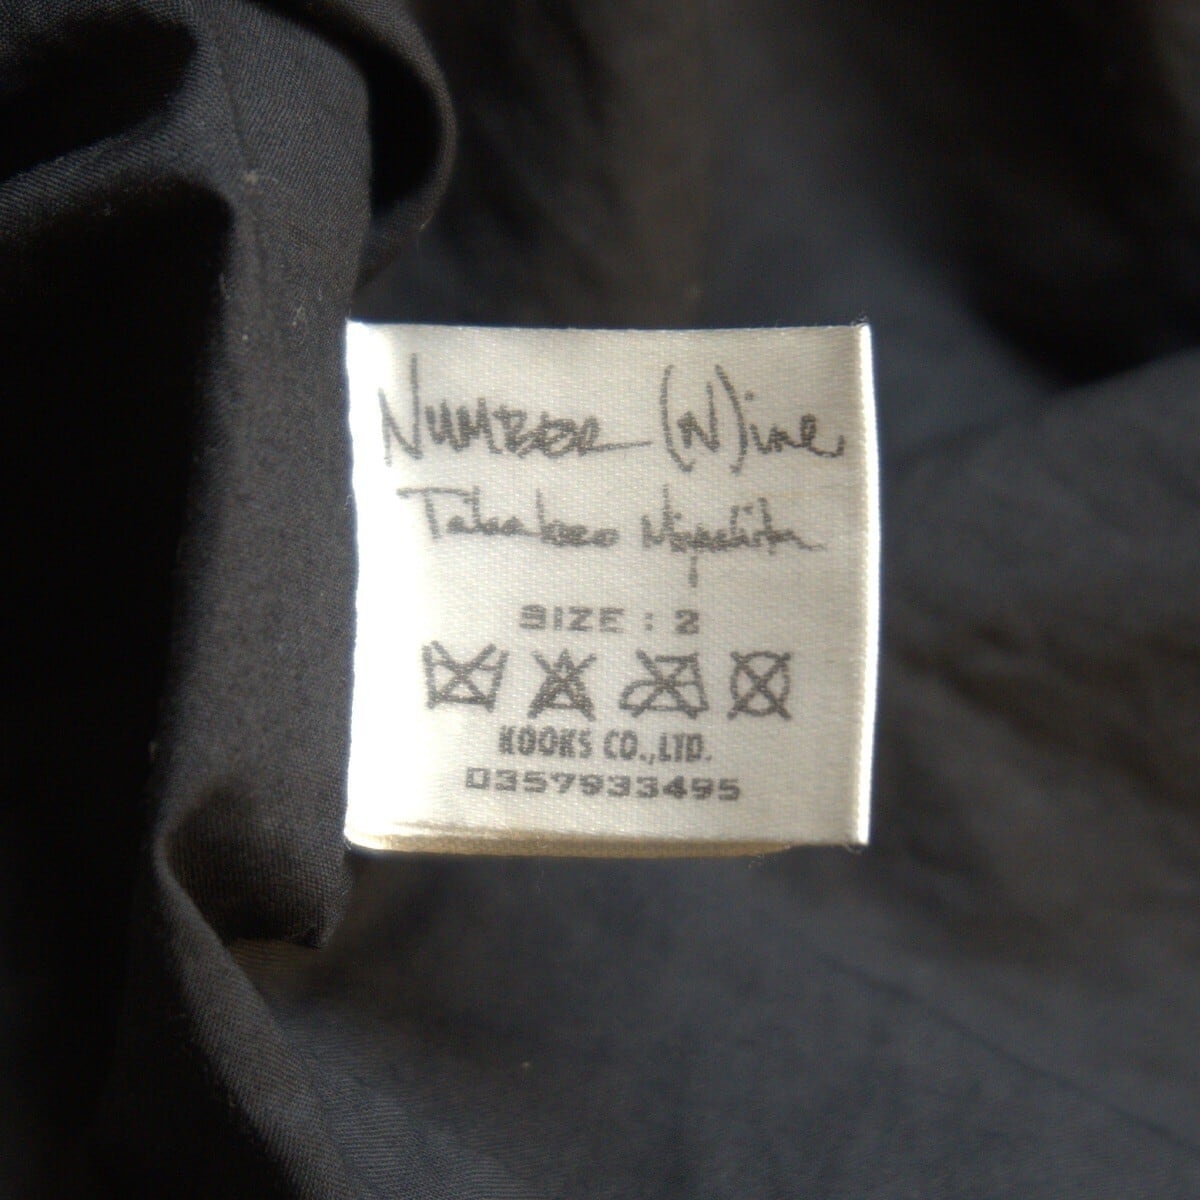 NUMBER (N)ine
Takahiro Miyashita
SIZE : 2
KOOKS CO.,LTD.
0357933495